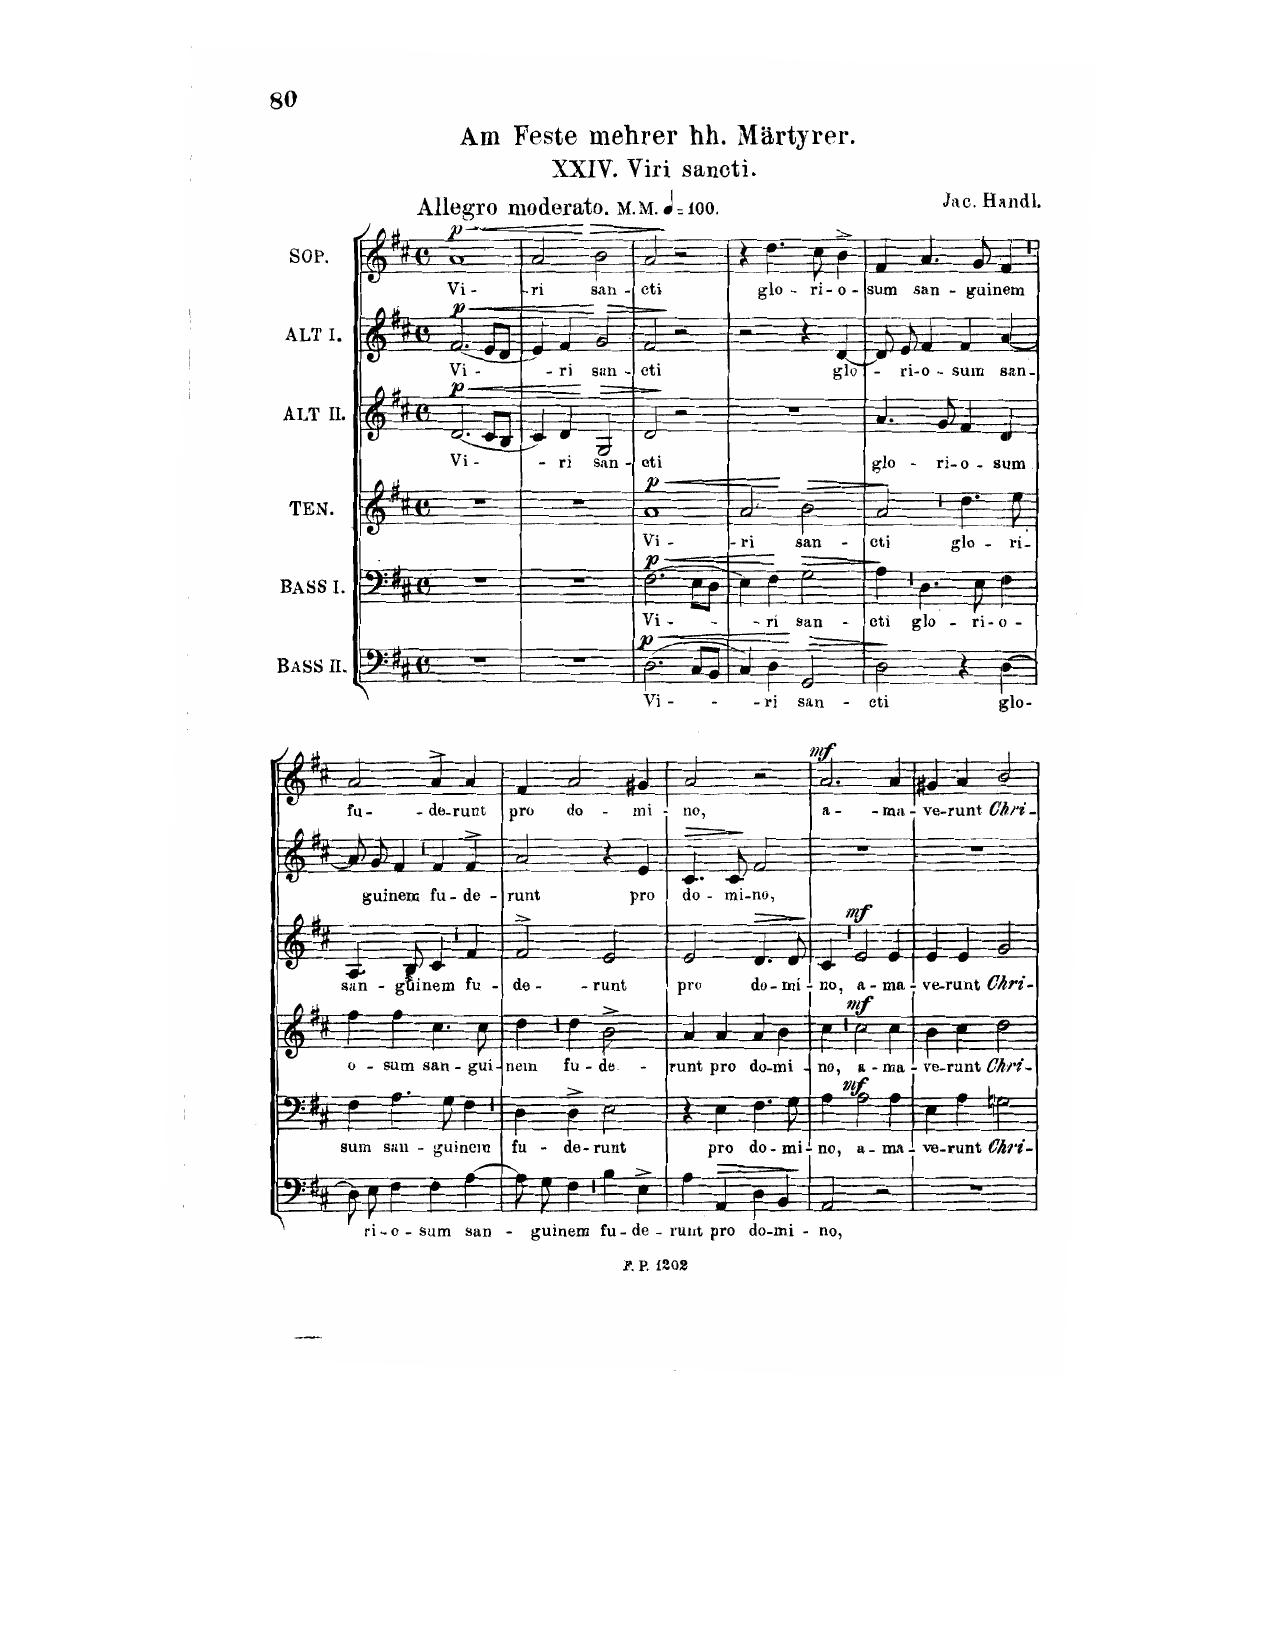 80
Am Feste mehrer hh. Märtyrer.
XXIV. Viri sancti.
Allegro moderato. M.M. ♩= 100.
Jac. Handl.
p
SOP.
Vi - ri san - cti glo - ri - o - sum san - guinem
p
ALT I.
Vi - - ri san - cti glo - ri - o - sum san -
p
ALT II.
Vi - - ri san - cti glo - ri - o - sum
p
TEN.
Vi - - ri san - cti glo - ri -
p
BASS I.
Vi - - - ri san - cti glo - ri - o -
p
BASS II.
Vi - - - ri san - cti glo -
mf
fu - - de - runt pro do - mi - no, a - ma - ve - runt Chri -
guinem fu - de - runt pro do - mi - no,
mf
san - guinem fu - de - - runt pro do - mi - no, a - ma - ve - runt Chri -
mf
o - sum san - gui - nem fu - de - - runt pro do - mi - no, a - ma - ve - runt Chri -
mf
sum san - guinem fu - de - runt pro do - mi - no, a - ma - ve - runt Chri -
ri - o - sum san - guinem fu - de - runt pro do - mi - no,
F. P. 1202